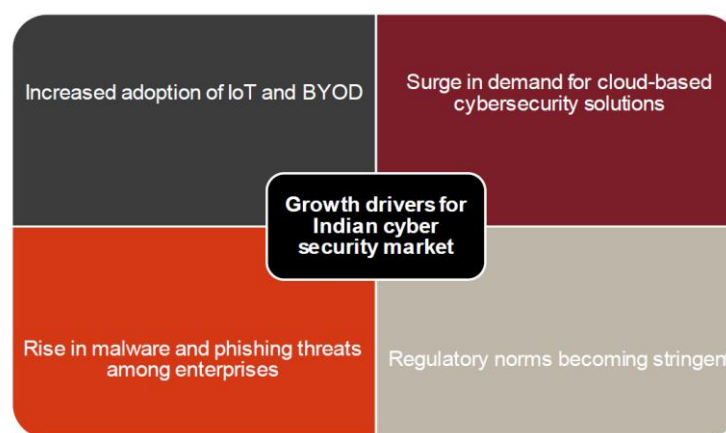 Increased adoption of IoT and BYOD
Surge in demand for cloud-based
cybersecurity solutions
Growth drivers for
Indian cyber
security market
Rise in malware and phishing threats
among enterprises
Regulatory norms becoming stringent